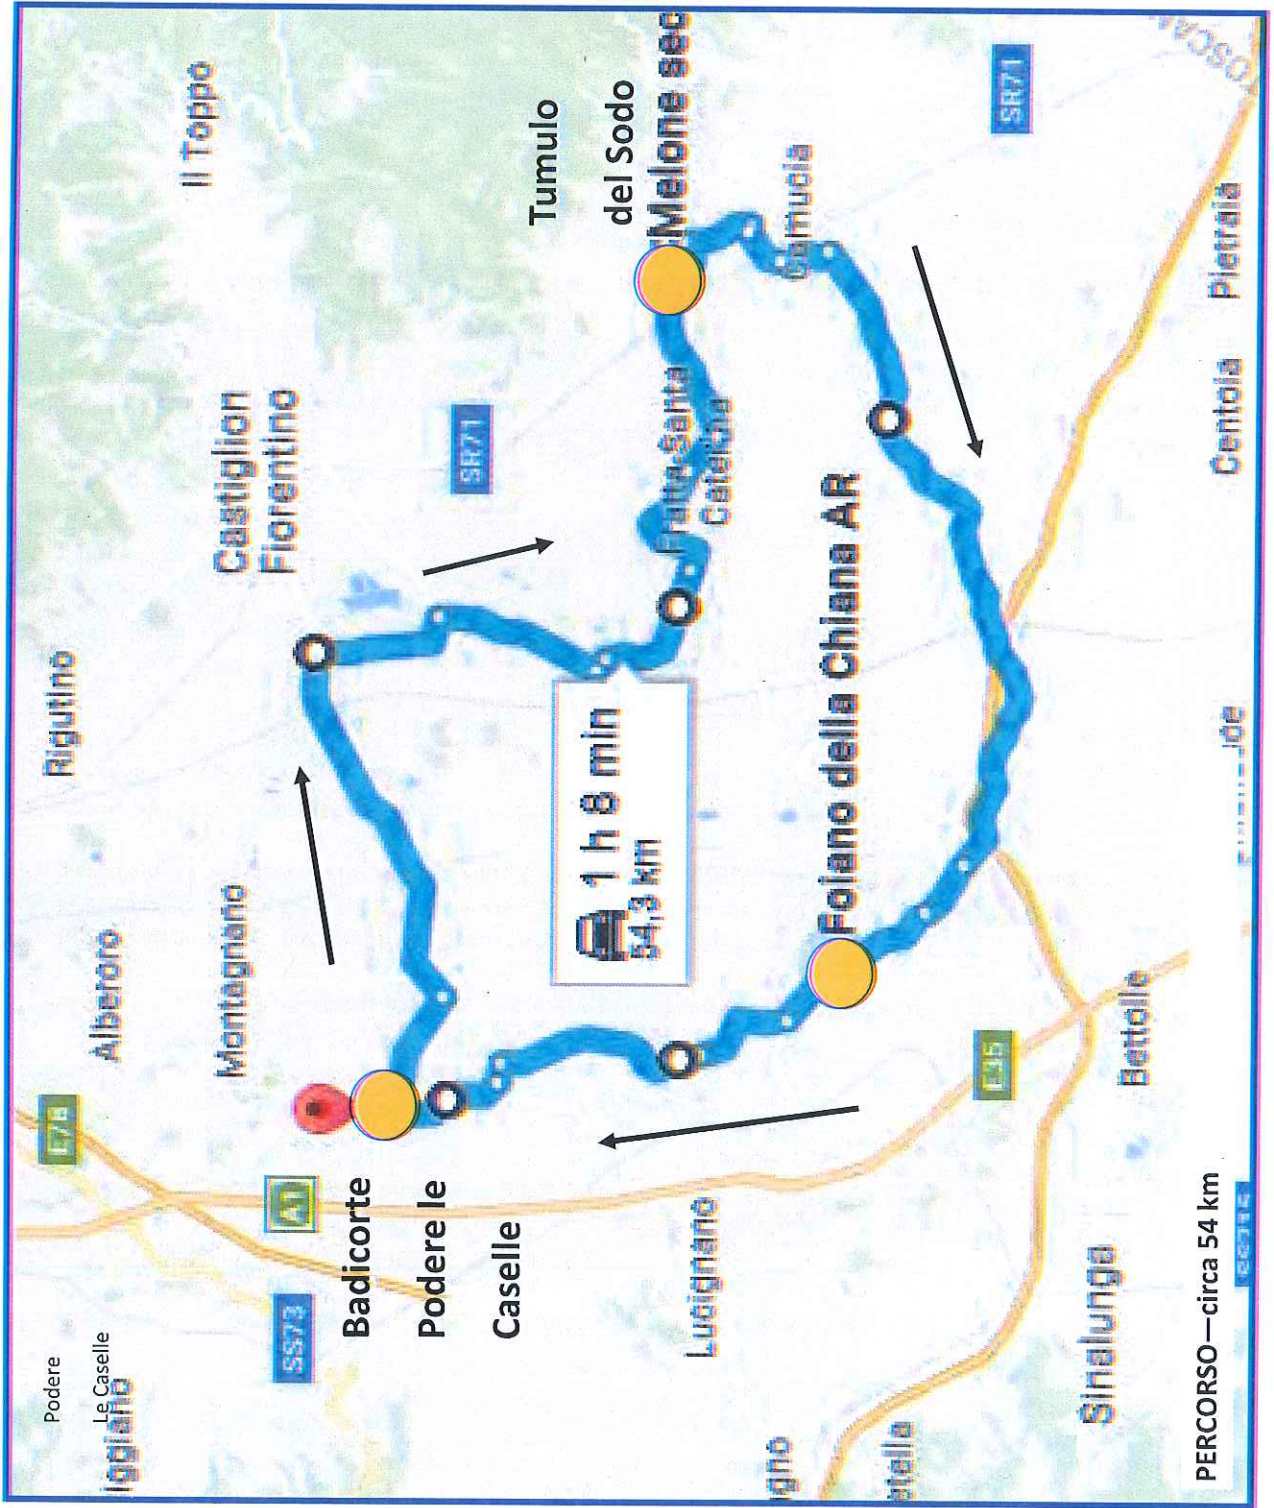 Podere
Le Caselle
iggiano
E78
Rigutino
Alberoro
Il Toppo
Montagnano
Castiglion
Fiorentino
A1
SS73
Badicorte
Podere le
Caselle
SR71
Tumulo
del Sodo
Melone sec
1 h 8 min
54,3 km
Fratta-Santa
Caterina
Lucignano
Camucia
igno
Foiano della Chiana AR
E35
SR71
Sinalunga
Bettolle
PERCORSO—circa 54 km
Centoia
Pietraia